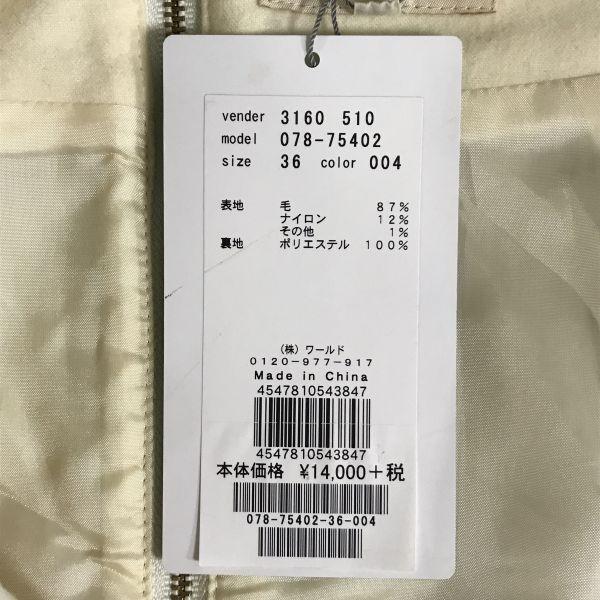 vender 3160 510
model 078-75402
size 36 color 004
表地 毛 87%
ナイロン 12%
その他 1%
裏地 ポリエステル 100%
(株) ワールド
0120-977-917
Made in China
4547810543847
4547810543847
本体価格 ¥14,000+税
078-75402-36-004